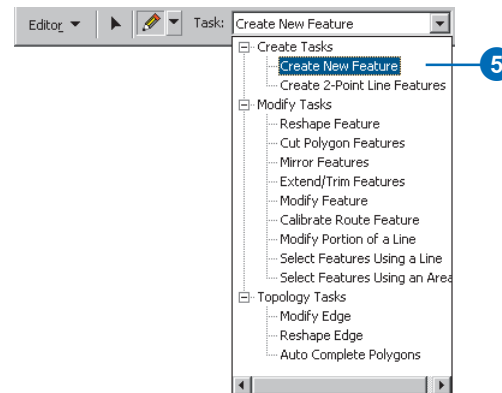 Editor Task: Create New Feature
Create Tasks
Create New Feature
5
Create 2-Point Line Features
Modify Tasks
Reshape Feature
Cut Polygon Features
Mirror Features
Extend/Trim Features
Modify Feature
Calibrate Route Feature
Modify Portion of a Line
Select Features Using a Line
Select Features Using an Area
Topology Tasks
Modify Edge
Reshape Edge
Auto Complete Polygons